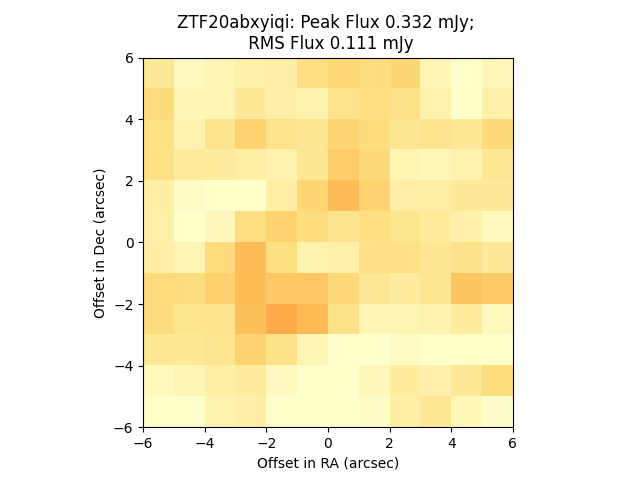 ZTF20abxyiqi: Peak Flux 0.332 mJy;
RMS Flux 0.111 mJy
6
4
2
0
−2
−4
−6
Offset in Dec (arcsec)
−6 −4 −2 0 2 4 6
Offset in RA (arcsec)